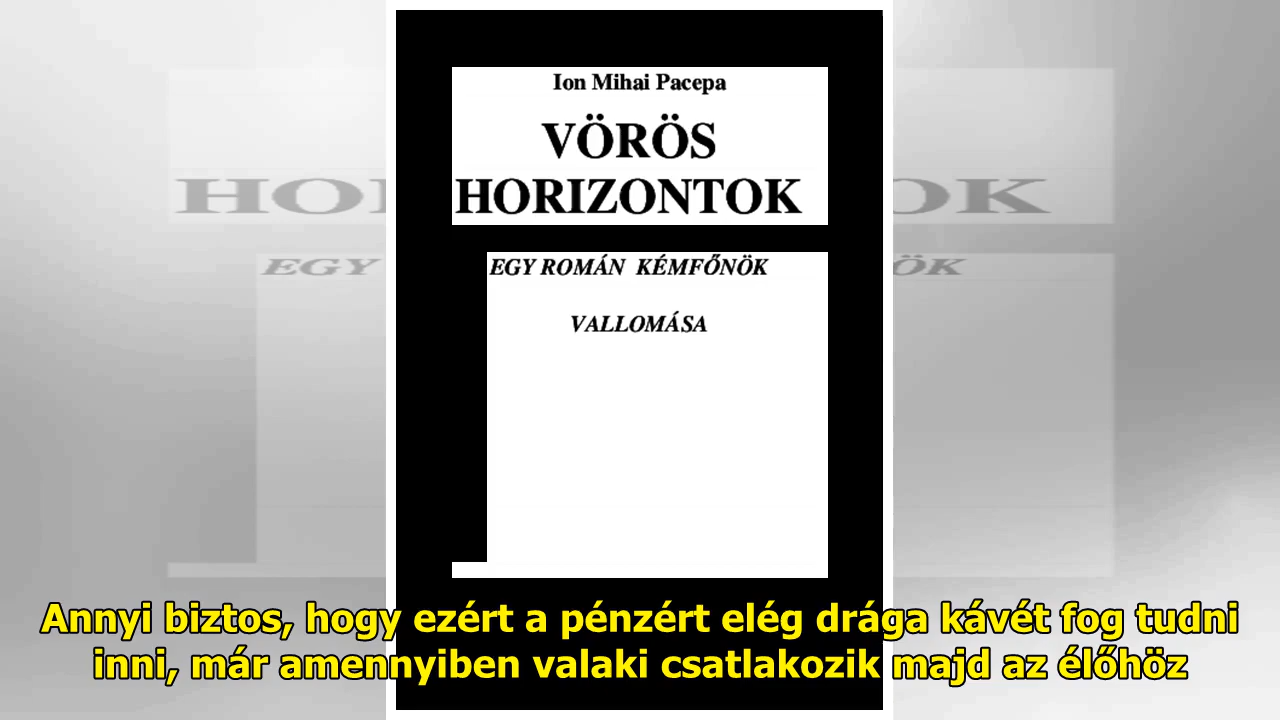 Ion Mihai Pacepa
VÖRÖS
HORIZONTOK
EGY ROMÁN KÉMFŐNÖK
VALLOMÁSA
Annyi biztos, hogy ezért a pénzért elég drága kávét fog tudni
inni, már amennyiben valaki csatlakozik majd az élőhöz